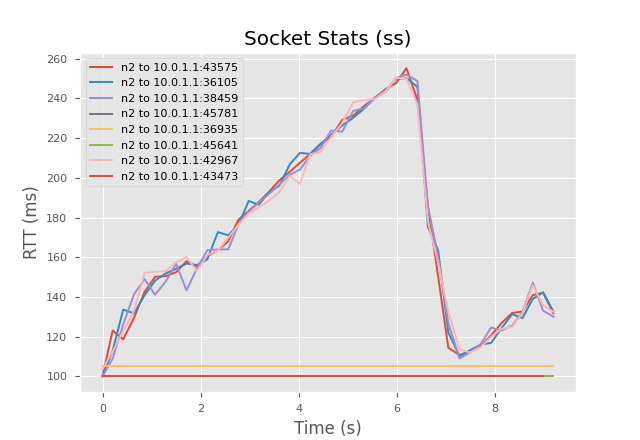 Socket Stats (ss)
260
240
220
200
180
160
140
120
100
RTT (ms)
n2 to 10.0.1.1:43575
n2 to 10.0.1.1:36105
n2 to 10.0.1.1:38459
n2 to 10.0.1.1:45781
n2 to 10.0.1.1:36935
n2 to 10.0.1.1:45641
n2 to 10.0.1.1:42967
n2 to 10.0.1.1:43473
0 2 4 6 8
Time (s)